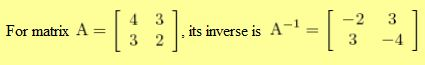 For matrix A = [ 4 3 ; 3 2 ], its inverse is A⁻¹ = [ −2 3 ; 3 −4 ]